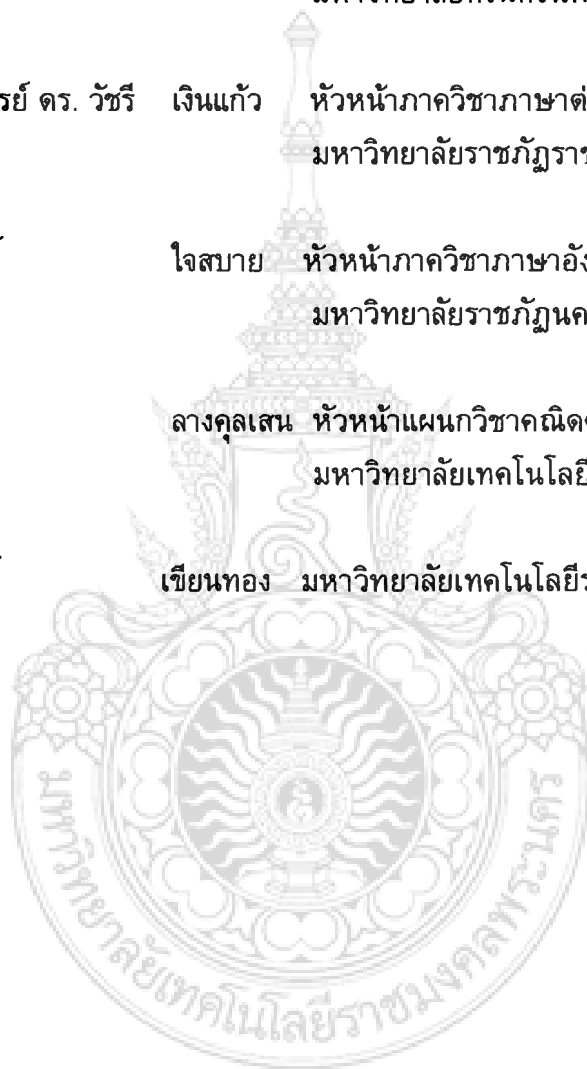 รย์ ดร. วัชรี เงินแก้ว หัวหน้าภาควิชาภาษาต่
มหาวิทยาลัยราชภัฏราช
ใจสบาย หัวหน้าภาควิชาภาษาอัง
มหาวิทยาลัยราชภัฏนค
ลางคุลเสน หัวหน้าแผนกวิชาคณิต
มหาวิทยาลัยเทคโนโลยี
เขียนทอง มหาวิทยาลัยเทคโนโลยีร
มหาวิทยาลัยเทคโนโลยีราชมงคลพระนคร